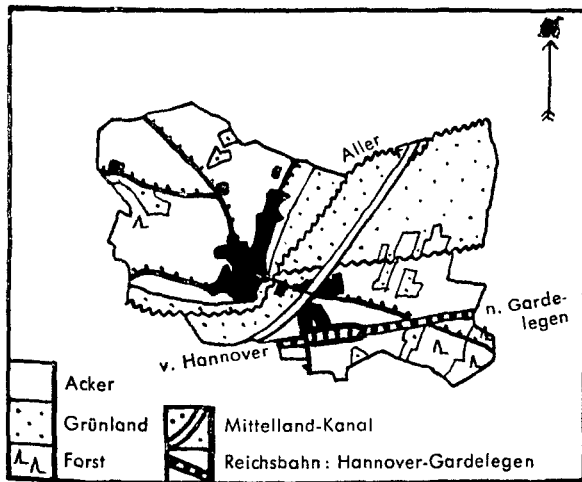 Aller
n. Garde-
legen
v. Hannover
Acker
Grünland
Forst
Mittelland-Kanal
Reichsbahn: Hannover-Gardelegen